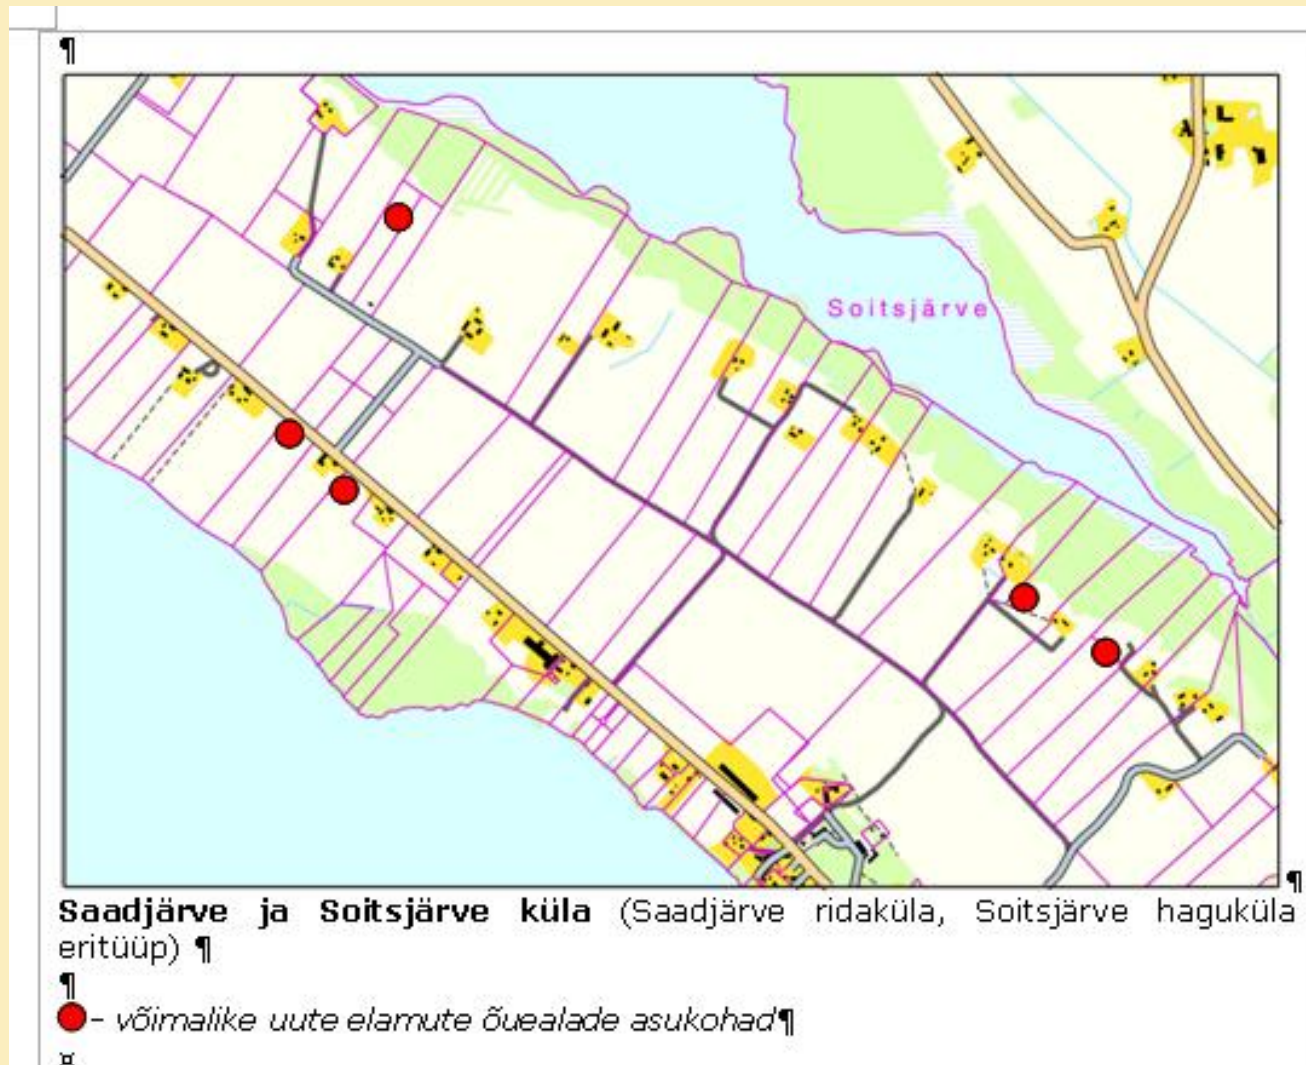 ¶
Soitsjärve
A
¶
Saadjärve ja Soitsjärve küla (Saadjärve ridaküla, Soitsjärve haguküla
eritüüp) ¶
¶
– võimalike uute elamute õuealade asukohad¶
¤